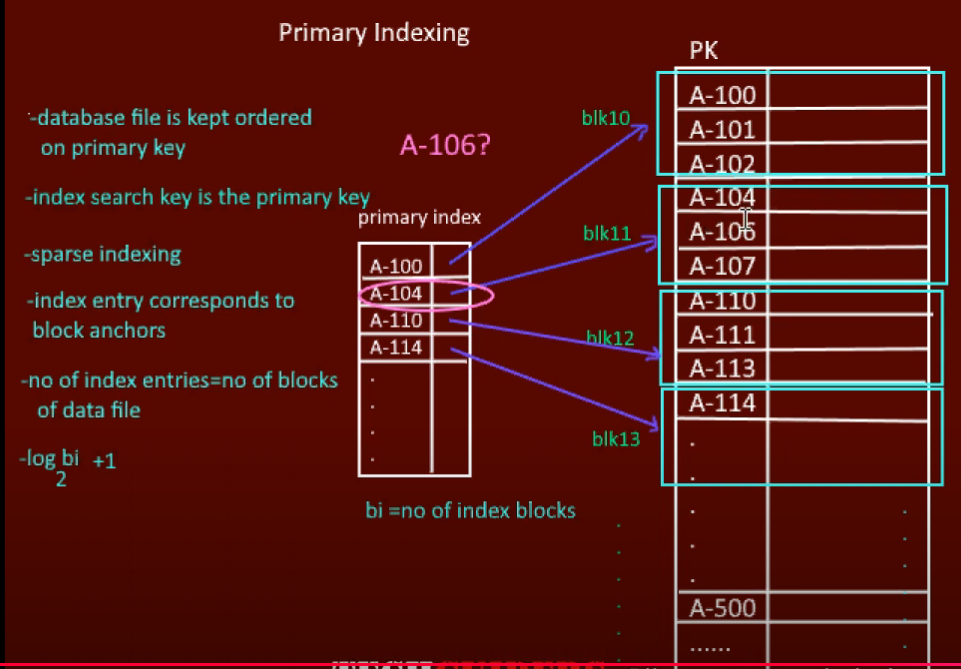 Primary Indexing
-database file is kept ordered
on primary key
-index search key is the primary key
-sparse indexing
-index entry corresponds to
block anchors
-no of index entries=no of blocks
of data file
-log bi +1
2
A-106?
primary index
A-100
A-104
A-110
A-114
.
.
.
.
bi =no of index blocks
blk10
blk11
blk12
blk13
PK
A-100
A-101
A-102
A-104
A-106
A-107
A-110
A-111
A-113
A-114
.
.
.
.
.
A-500
......